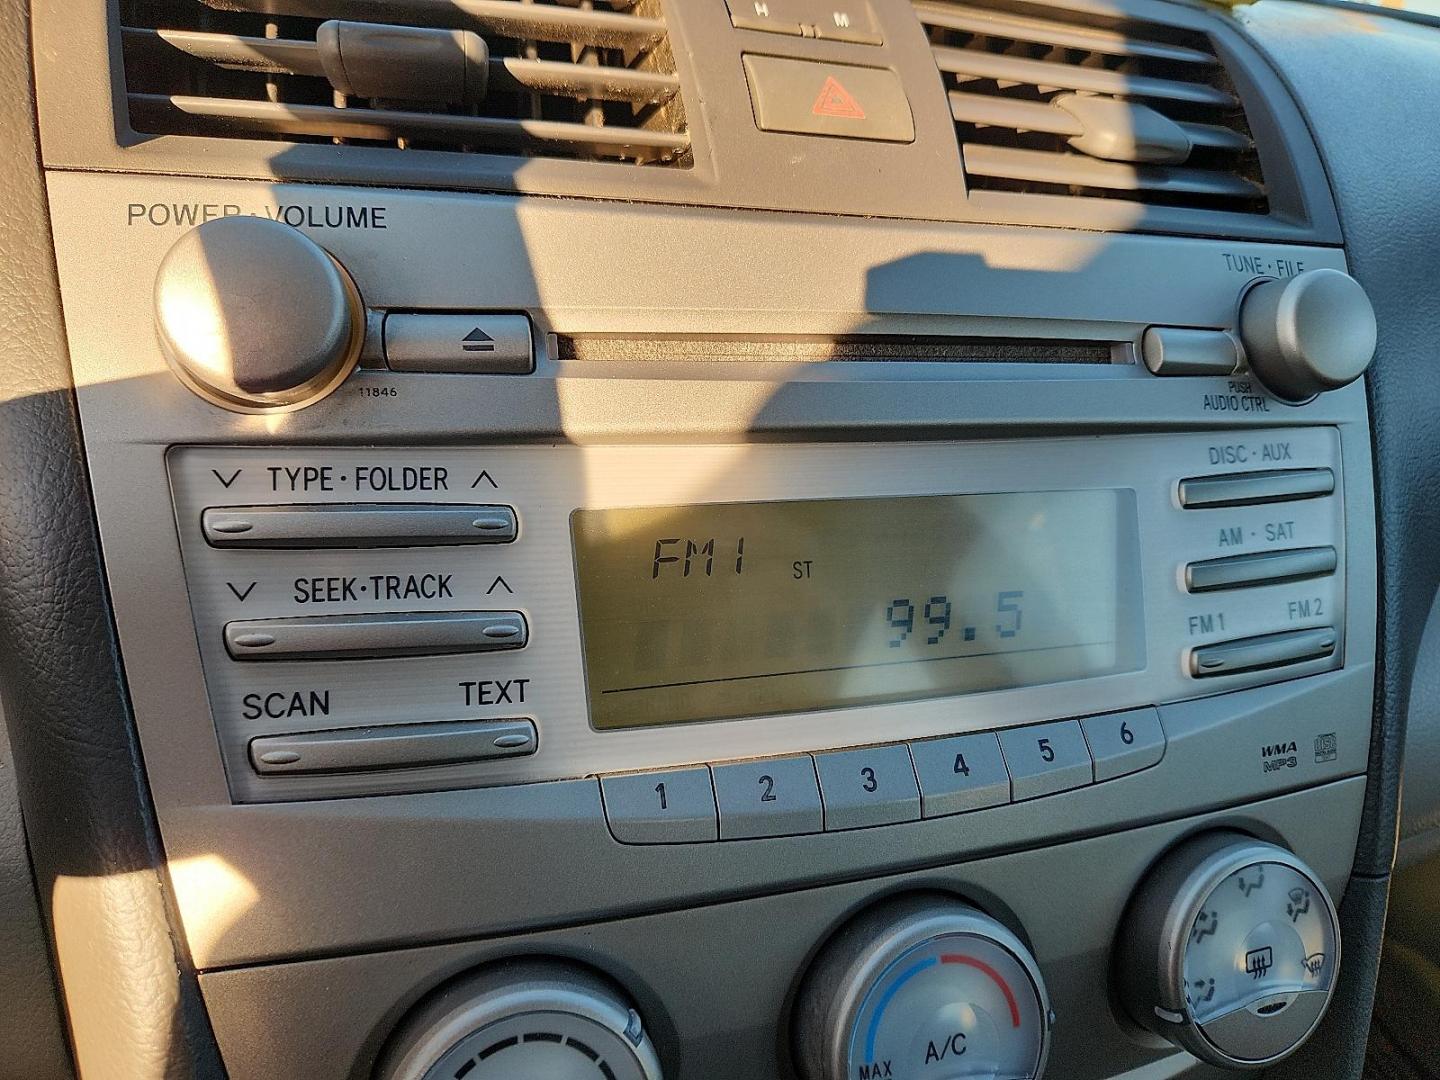 H M
POWER · VOLUME
TUNE · FILE
11846
PUSH
AUDIO CTRL
TYPE · FOLDER
DISC · AUX
AM · SAT
SEEK · TRACK
FM1 FM2
SCAN TEXT
FM1 ST
99.5
1 2 3 4 5 6
WMA
MP3
A/C
MAX